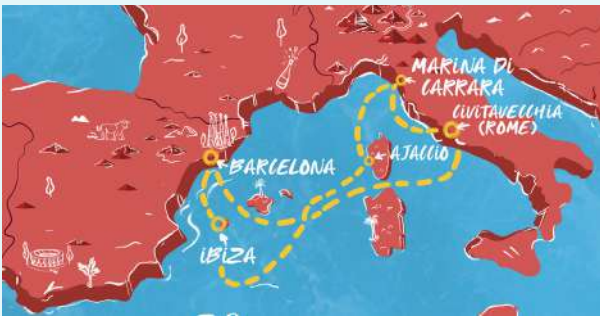 MARINA DI
CARRARA
CIVITAVECCHIA
(ROME)
AJACCIO
BARCELONA
iBiZA